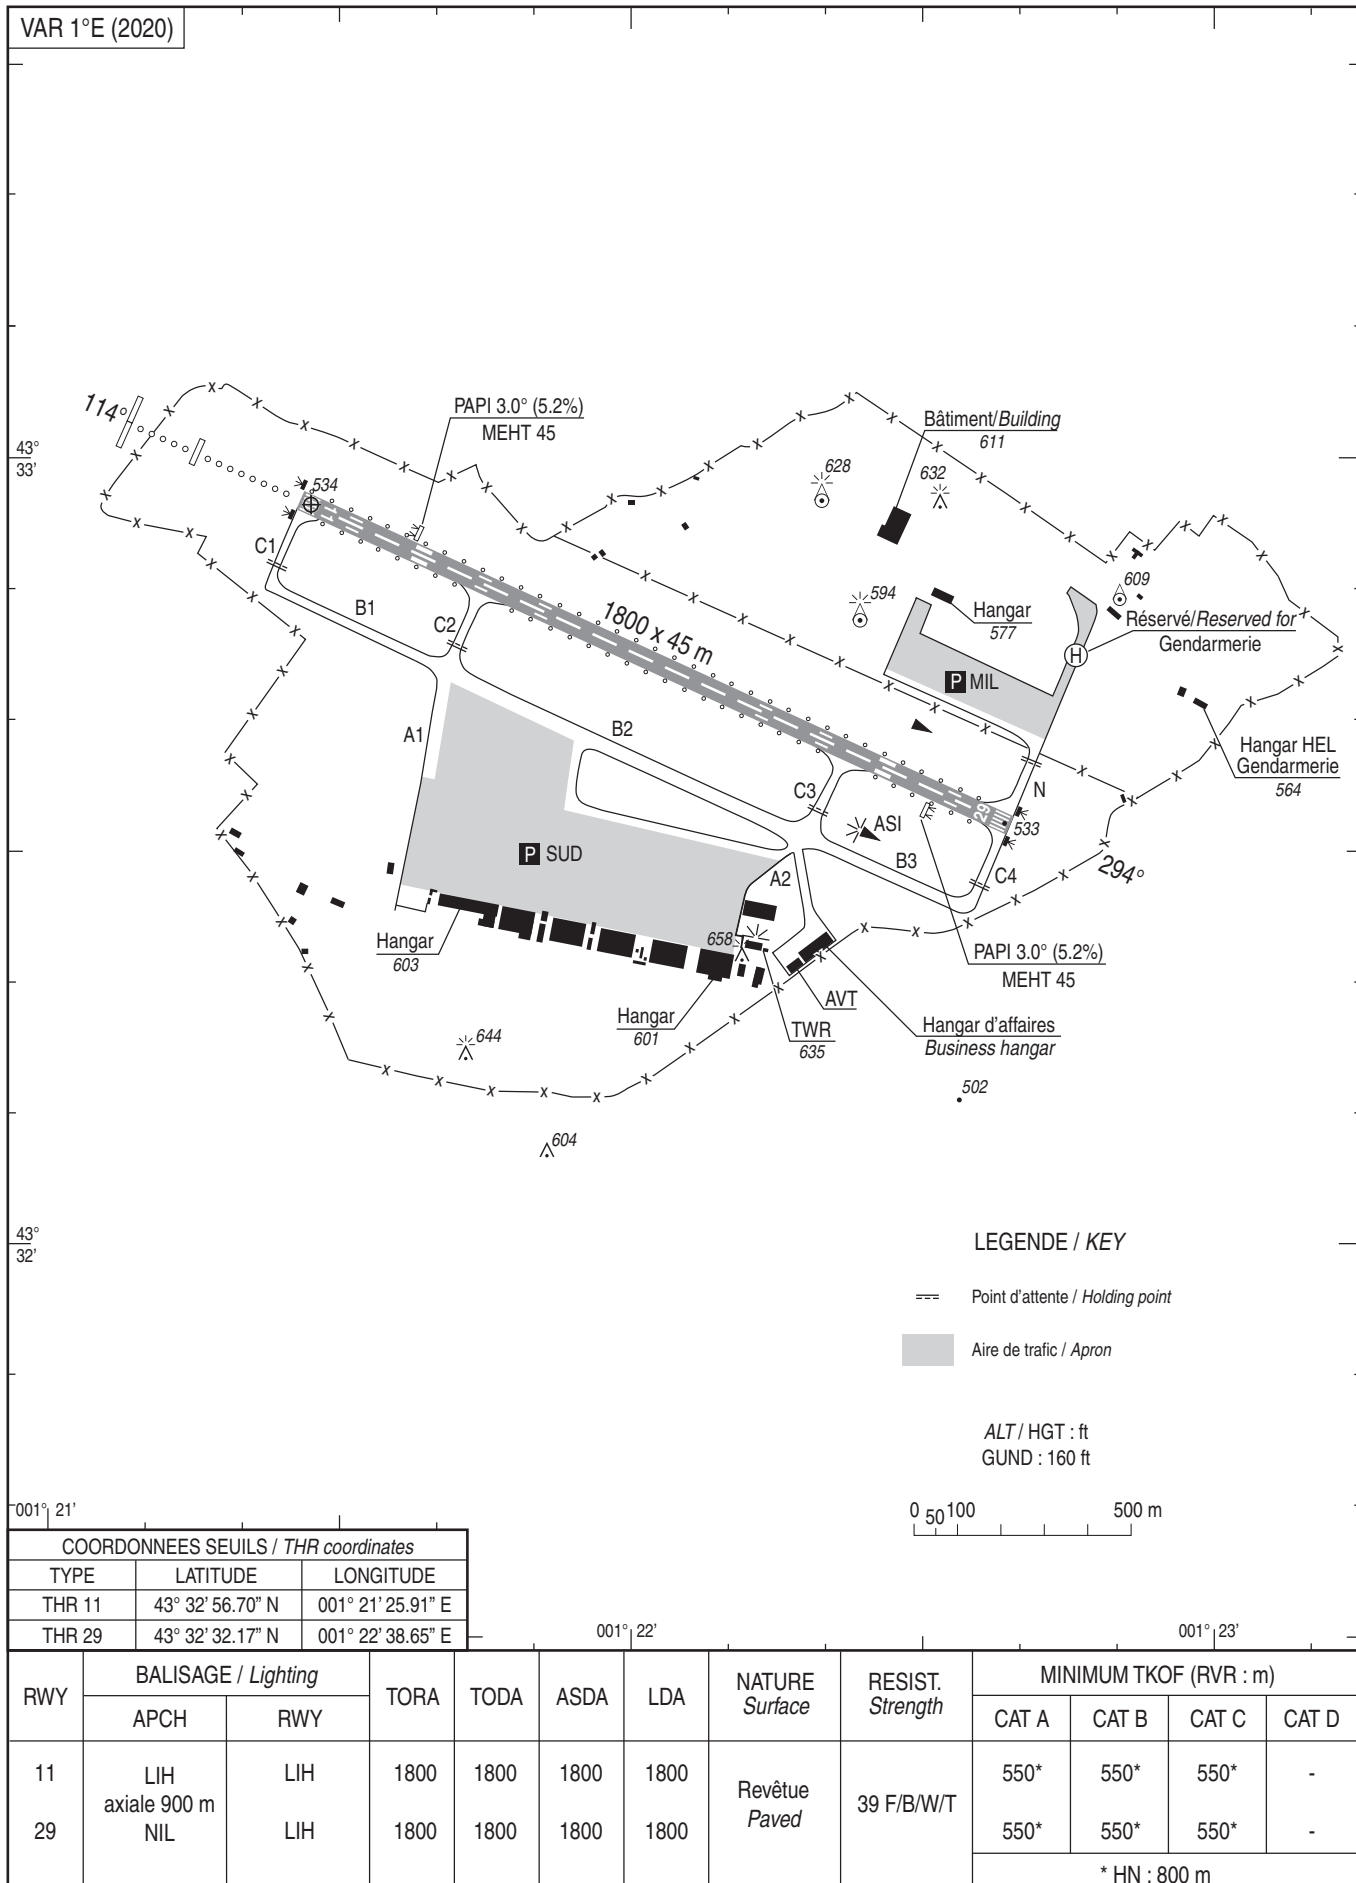 VAR 1°E (2020)
114°
PAPI 3.0° (5.2%)
MEHT 45
Bâtiment/Building
611
43°
33'
534
628
632
C1
B1
C2
1800 x 45 m
594
Hangar
577
609
Réservé/Reserved for
Gendarmerie
H
P MIL
A1
B2
Hangar HEL
Gendarmerie
564
C3
N
29
533
ASI
B3
C4
294°
P SUD
A2
Hangar
603
658
PAPI 3.0° (5.2%)
MEHT 45
AVT
Hangar
601
TWR
635
Hangar d'affaires
Business hangar
644
502
604
43°
32'
LEGENDE / KEY
Point d'attente / Holding point
Aire de trafic / Apron
ALT / HGT : ft
GUND : 160 ft
001° 21'
0 50 100 500 m
COORDONNEES SEUILS / THR coordinates
TYPE LATITUDE LONGITUDE
THR 11 43° 32' 56.70" N 001° 21' 25.91" E
THR 29 43° 32' 32.17" N 001° 22' 38.65" E
001° 22' 001° 23'
RWY BALISAGE / Lighting TORA TODA ASDA LDA NATURE Surface RESIST. Strength MINIMUM TKOF (RVR : m)
APCH RWY CAT A CAT B CAT C CAT D
11 LIH axiale 900 m LIH 1800 1800 1800 1800 Revêtue Paved 39 F/B/W/T 550* 550* 550* -
29 NIL LIH 1800 1800 1800 1800 550* 550* 550* -
* HN : 800 m